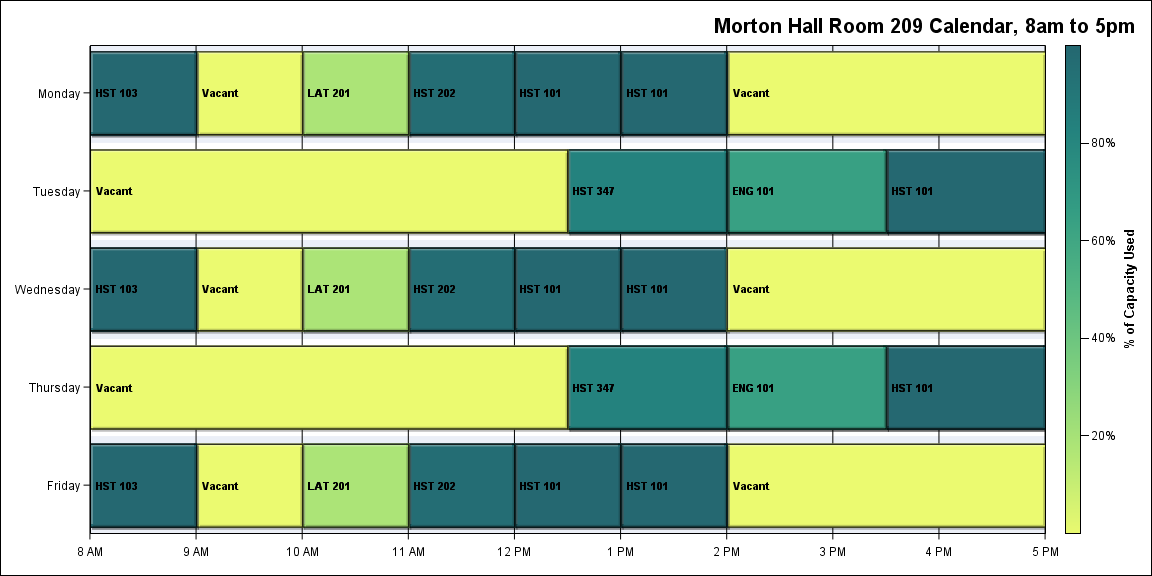 Morton Hall Room 209 Calendar, 8am to 5pm
Monday
HST 103
Vacant
LAT 201
HST 202
HST 101
HST 101
Vacant
Tuesday
Vacant
HST 347
ENG 101
HST 101
Wednesday
HST 103
Vacant
LAT 201
HST 202
HST 101
HST 101
Vacant
Thursday
Vacant
HST 347
ENG 101
HST 101
Friday
HST 103
Vacant
LAT 201
HST 202
HST 101
HST 101
Vacant
8 AM
9 AM
10 AM
11 AM
12 PM
1 PM
2 PM
3 PM
4 PM
5 PM
80%
60%
40%
20%
% of Capacity Used